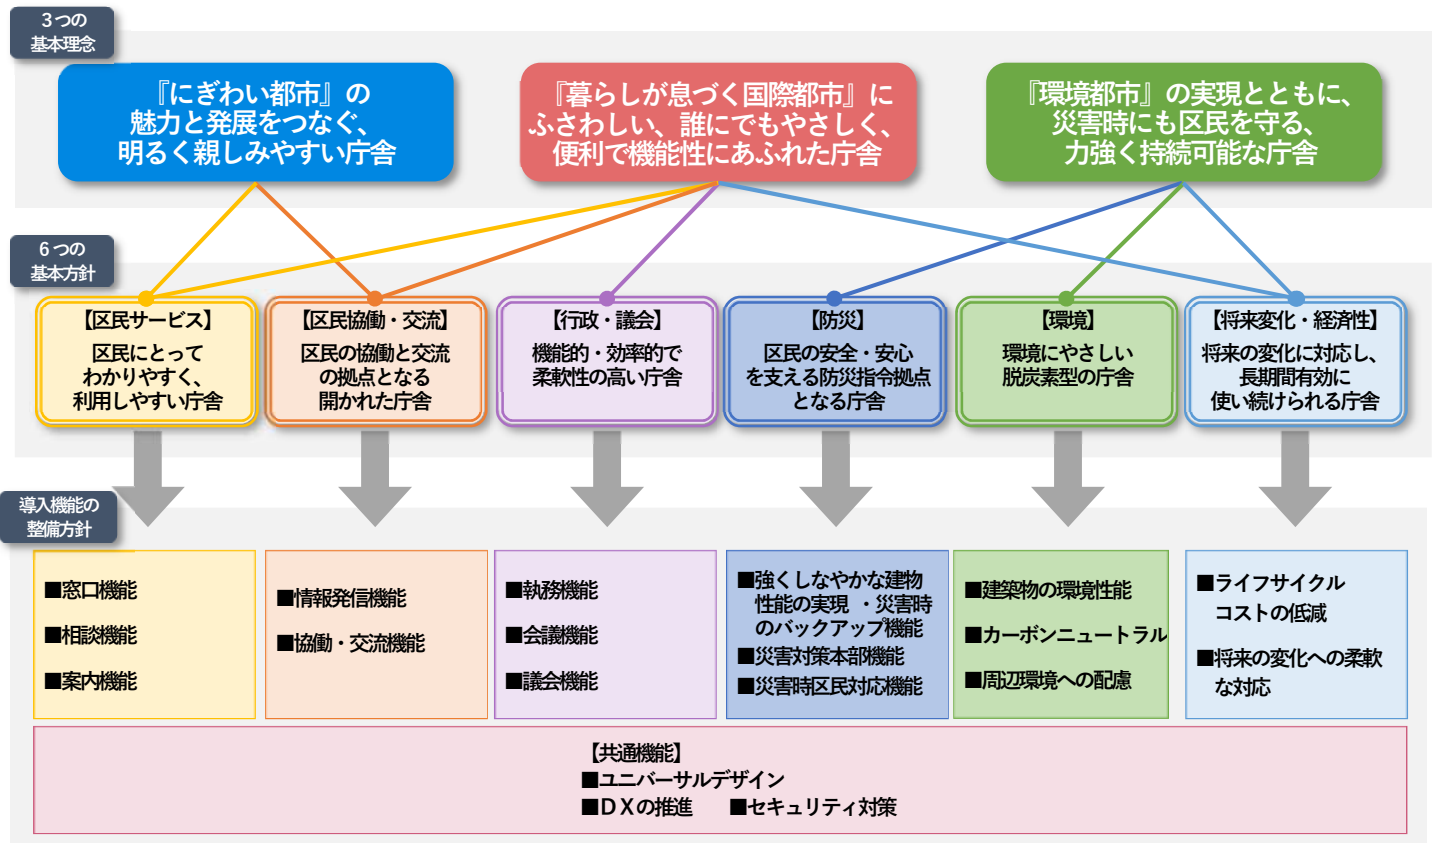 3つの
基本理念
『にぎわい都市』の
魅力と発展をつなぐ、
明るく親しみやすい庁舎
『暮らしが息づく国際都市』に
ふさわしい、誰にでもやさしく、
便利で機能性にあふれた庁舎
『環境都市』の実現とともに、
災害時にも区民を守る、
力強く持続可能な庁舎
6つの
基本方針
【区民サービス】
区民にとって
わかりやすく、
利用しやすい庁舎
【区民協働・交流】
区民の協働と交流
の拠点となる
開かれた庁舎
【行政・議会】
機能的・効率的で
柔軟性の高い庁舎
【防災】
区民の安全・安心
を支える防災指令拠点
となる庁舎
【環境】
環境にやさしい
脱炭素型の庁舎
【将来変化・経済性】
将来の変化に対応し、
長期間有効に
使い続けられる庁舎
導入機能の
整備方針
■窓口機能
■相談機能
■案内機能
■情報発信機能
■協働・交流機能
■執務機能
■会議機能
■議会機能
■強くしなやかな建物
性能の実現 ・災害時
のバックアップ機能
■災害対策本部機能
■災害時区民対応機能
■建築物の環境性能
■カーボンニュートラル
■周辺環境への配慮
■ライフサイクル
コストの低減
■将来の変化への柔軟
な対応
【共通機能】
■ユニバーサルデザイン
■DXの推進 ■セキュリティ対策